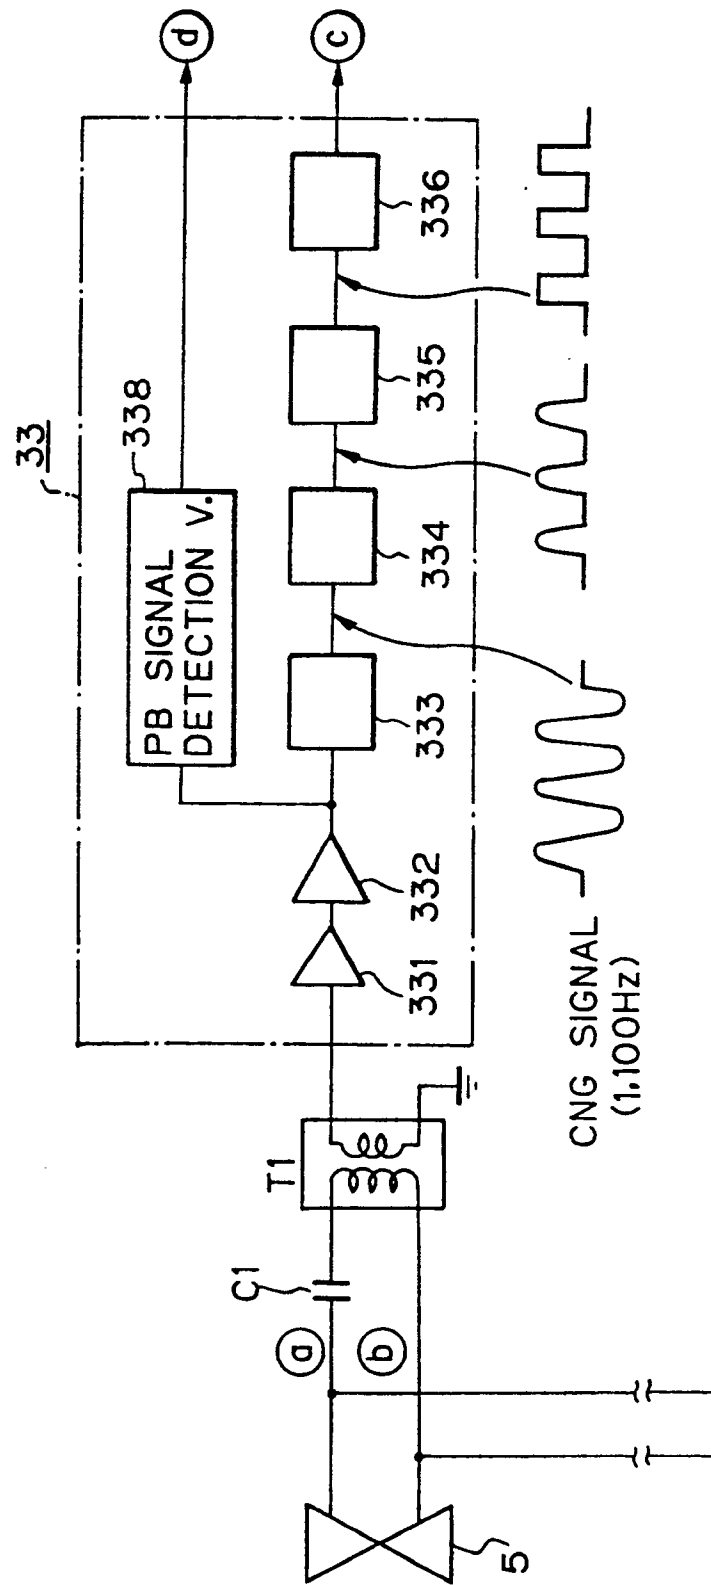 33
338
PB SIGNAL
DETECTION V.
d
c
T1
C1
a
b
5
331
332
333
334
335
336
CNG SIGNAL
(1,100Hz)